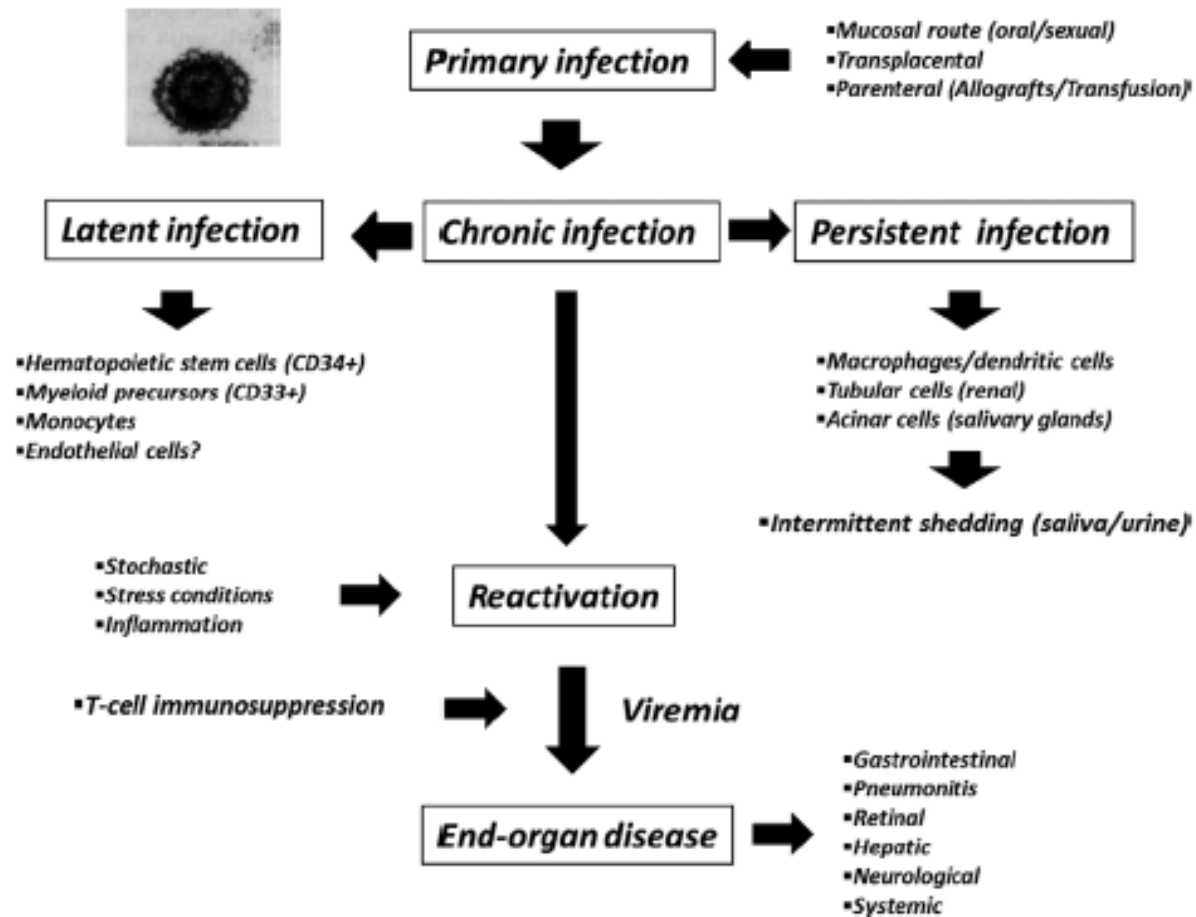 Primary infection
▪Mucosal route (oral/sexual)
▪Transplacental
▪Parenteral (Allografts/Transfusion)
Latent infection
Chronic infection
Persistent infection
▪Hematopoietic stem cells (CD34+)
▪Myeloid precursors (CD33+)
▪Monocytes
▪Endothelial cells?
▪Macrophages/dendritic cells
▪Tubular cells (renal)
▪Acinar cells (salivary glands)
▪Intermittent shedding (saliva/urine)
▪Stochastic
▪Stress conditions
▪Inflammation
Reactivation
▪T-cell immunosuppression
Viremia
End-organ disease
▪Gastrointestinal
▪Pneumonitis
▪Retinal
▪Hepatic
▪Neurological
▪Systemic